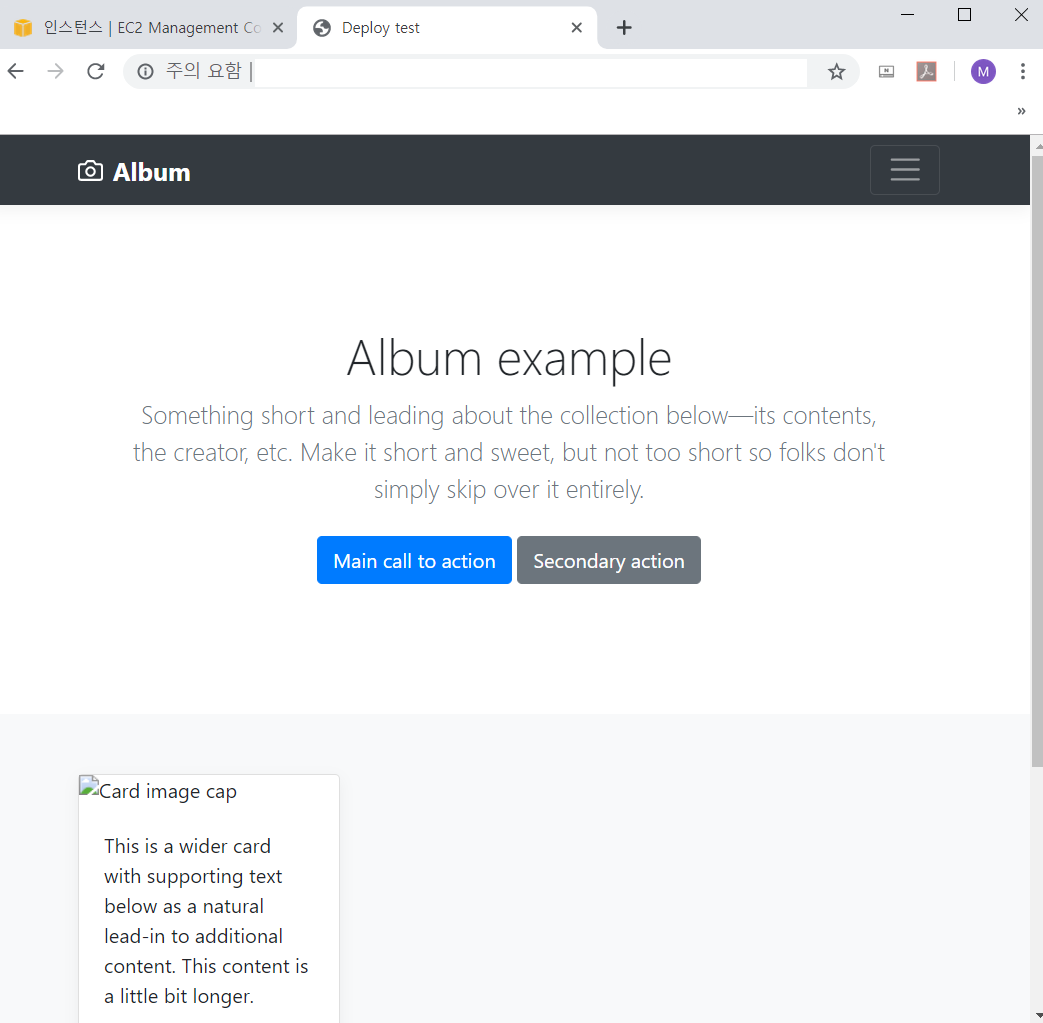 인스턴스 | EC2 Management Co
Deploy test
주의 요함 |
M
»
Album
Album example
Something short and leading about the collection below—its contents,
the creator, etc. Make it short and sweet, but not too short so folks don't
simply skip over it entirely.
Main call to action
Secondary action
Card image cap
This is a wider card
with supporting text
below as a natural
lead-in to additional
content. This content is
a little bit longer.